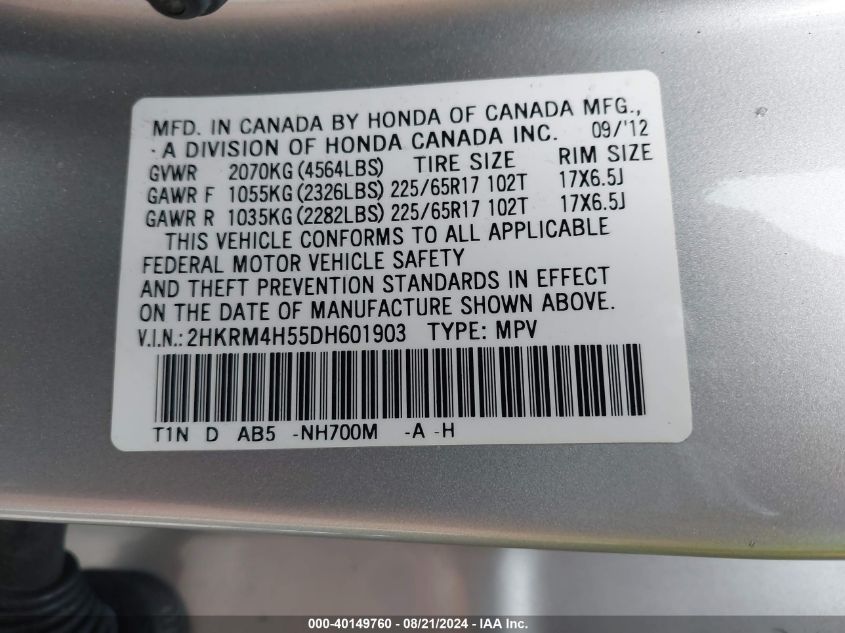 MFD. IN CANADA BY HONDA OF CANADA MFG.,
- A DIVISION OF HONDA CANADA INC. 09/'12
GVWR 2070KG (4564LBS) TIRE SIZE RIM SIZE
GAWR F 1055KG (2326LBS) 225/65R17 102T 17X6.5J
GAWR R 1035KG (2282LBS) 225/65R17 102T 17X6.5J
THIS VEHICLE CONFORMS TO ALL APPLICABLE
FEDERAL MOTOR VEHICLE SAFETY
AND THEFT PREVENTION STANDARDS IN EFFECT
ON THE DATE OF MANUFACTURE SHOWN ABOVE.
V.I.N.: 2HKRM4H55DH601903 TYPE: MPV
T1N D AB5 -NH700M -A -H
000-40149760 - 08/21/2024 - IAA Inc.